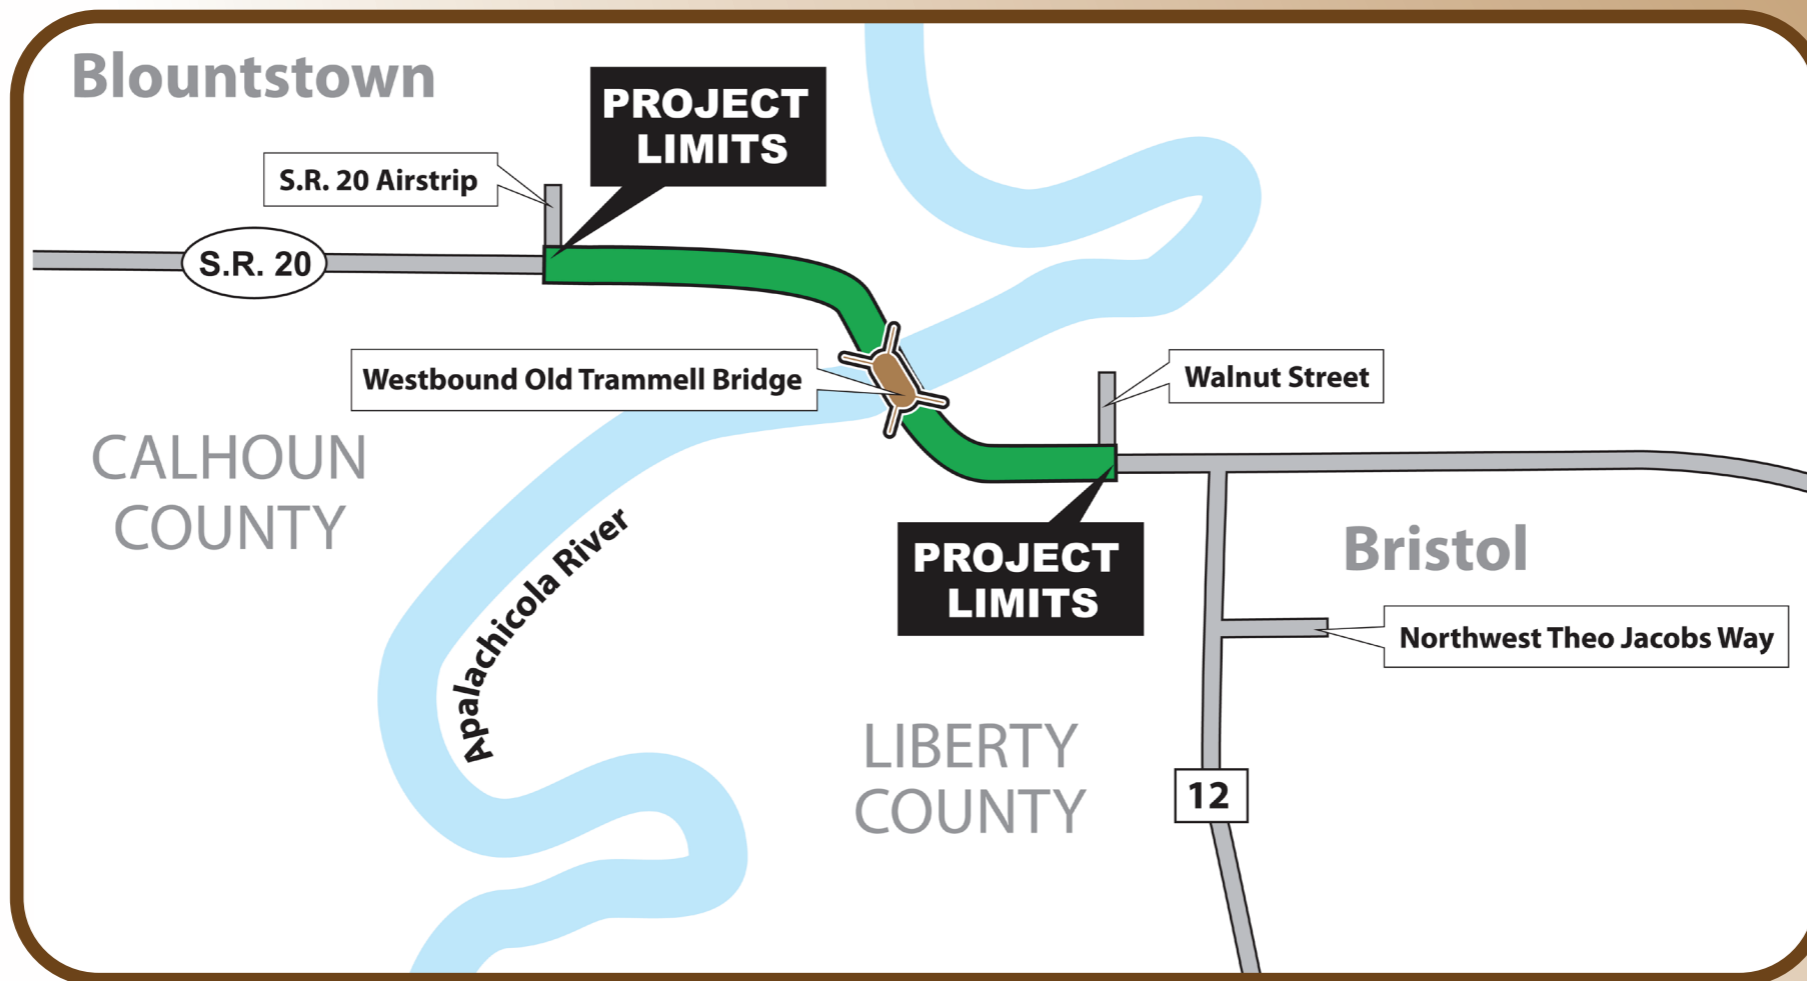 Blountstown
PROJECT
LIMITS
S.R. 20 Airstrip
S.R. 20
Westbound Old Trammell Bridge
Walnut Street
CALHOUN
COUNTY
Apalachicola River
PROJECT
LIMITS
Bristol
Northwest Theo Jacobs Way
LIBERTY
COUNTY
12